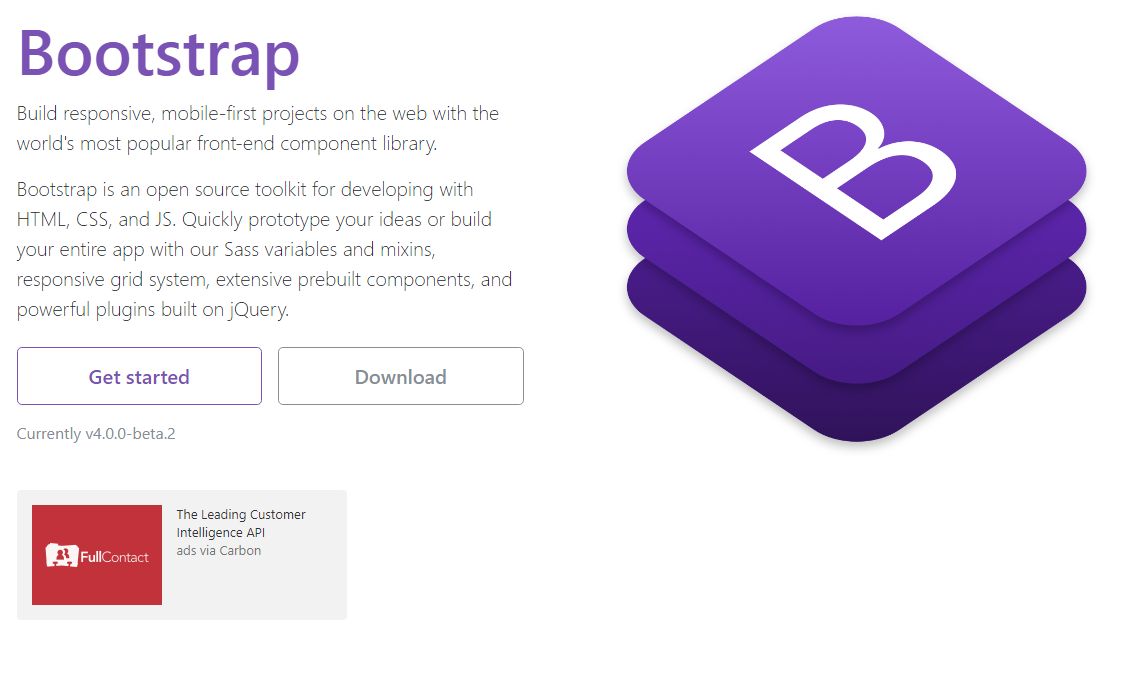 Bootstrap
Build responsive, mobile-first projects on the web with the
world's most popular front-end component library.
Bootstrap is an open source toolkit for developing with
HTML, CSS, and JS. Quickly prototype your ideas or build
your entire app with our Sass variables and mixins,
responsive grid system, extensive prebuilt components, and
powerful plugins built on jQuery.
Get started
Download
Currently v4.0.0-beta.2
FullContact
The Leading Customer
Intelligence API
ads via Carbon
B